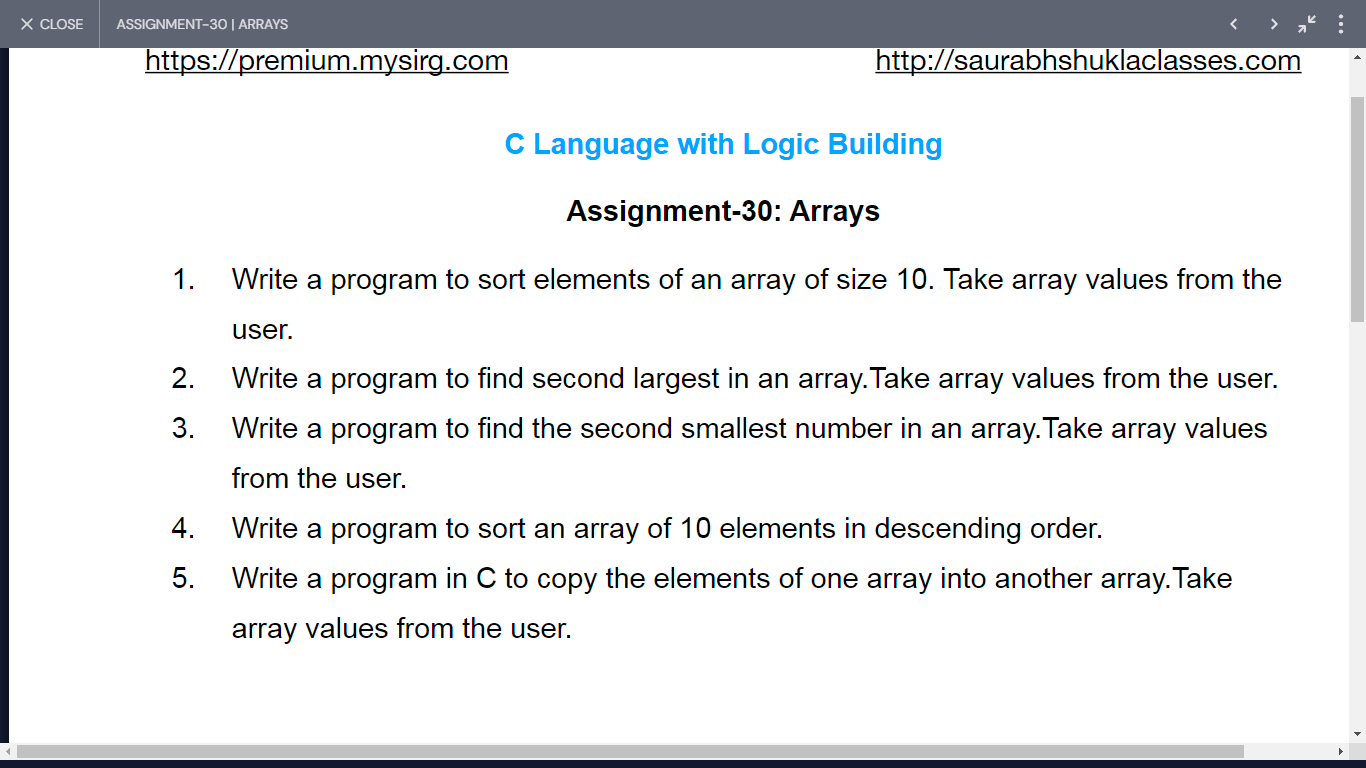 CLOSE
ASSIGNMENT-30 | ARRAYS
https://premium.mysirg.com
http://saurabhshuklaclasses.com
C Language with Logic Building
Assignment-30: Arrays
1. Write a program to sort elements of an array of size 10. Take array values from the
user.
2. Write a program to find second largest in an array.Take array values from the user.
3. Write a program to find the second smallest number in an array.Take array values
from the user.
4. Write a program to sort an array of 10 elements in descending order.
5. Write a program in C to copy the elements of one array into another array.Take
array values from the user.